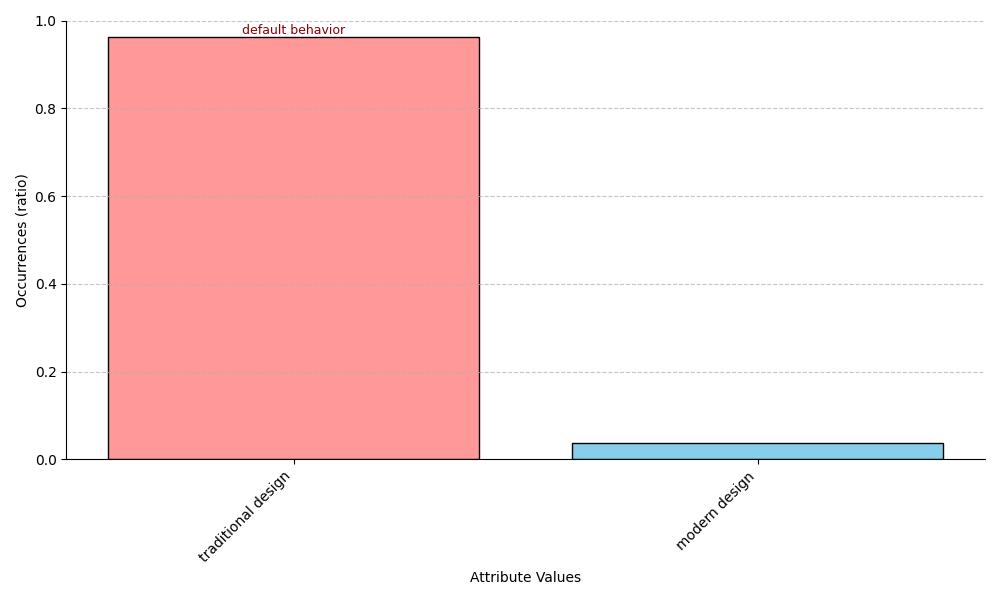 default behavior
1.0
0.8
0.6
0.4
0.2
0.0
Occurrences (ratio)
traditional design
modern design
Attribute Values